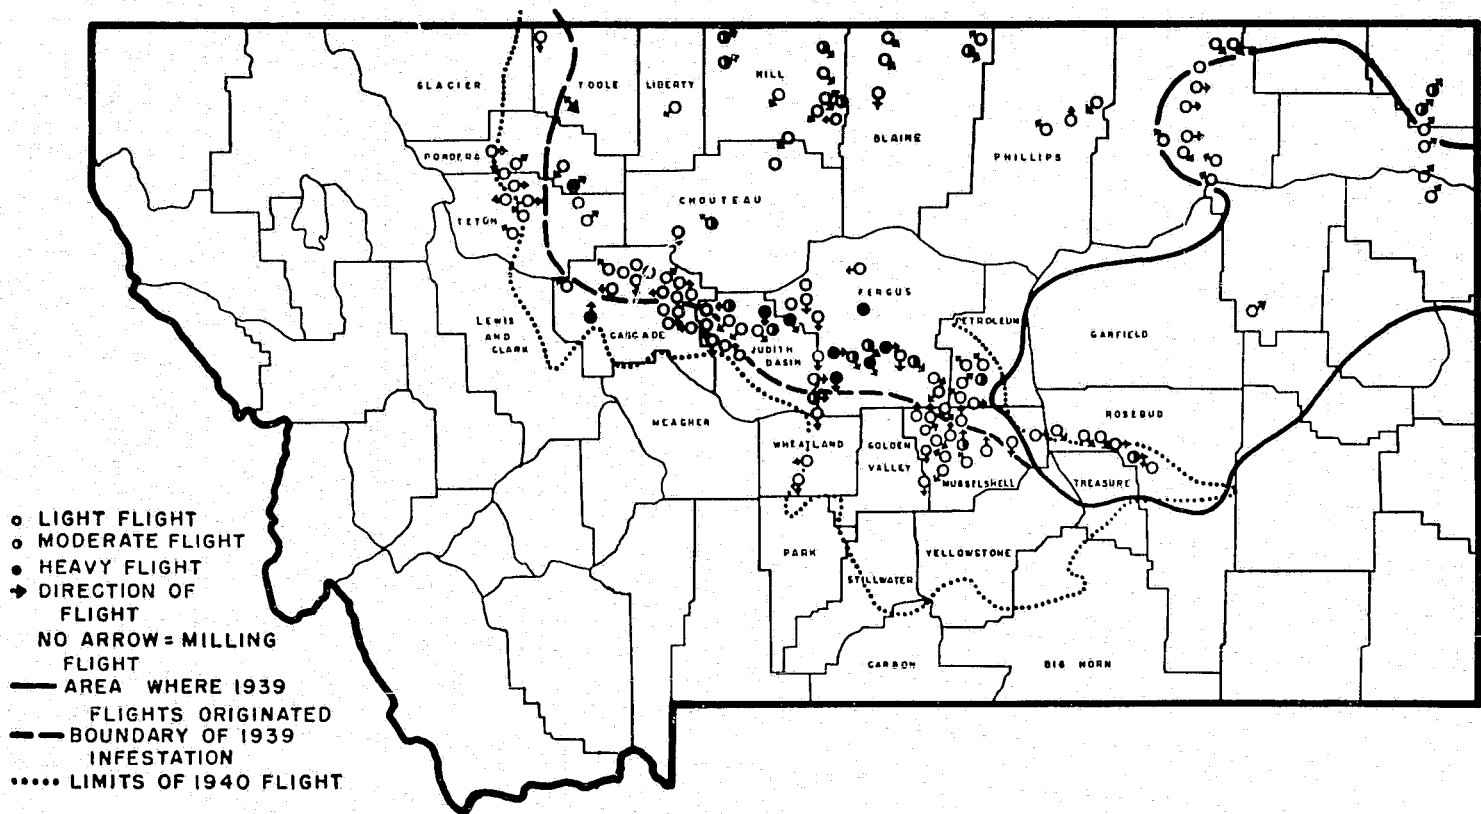 GLACIER
TOOLE
LIBERTY
HILL
BLAINE
PHILLIPS
PONDERA
TETON
CHOUTEAU
LEWIS
AND
CLARK
CASCADE
JUDITH
BASIN
FERGUS
PETROLEUM
GARFIELD
MEAGHER
WHEATLAND
GOLDEN
VALLEY
MUSSELSHELL
ROSEBUD
TREASURE
PARK
STILLWATER
YELLOWSTONE
CARBON
BIG HORN
LIGHT FLIGHT
MODERATE FLIGHT
HEAVY FLIGHT
DIRECTION OF
FLIGHT
NO ARROW = MILLING
FLIGHT
AREA WHERE 1939
FLIGHTS ORIGINATED
BOUNDARY OF 1939
INFESTATION
LIMITS OF 1940 FLIGHT